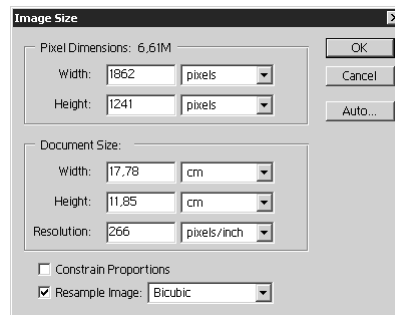 Image Size
Pixel Dimensions: 6,61M
OK
Width: 1862 pixels
Cancel
Height: 1241 pixels
Auto...
Document Size:
Width: 17,78 cm
Height: 11,85 cm
Resolution: 266 pixels/inch
Constrain Proportions
Resample Image: Bicubic